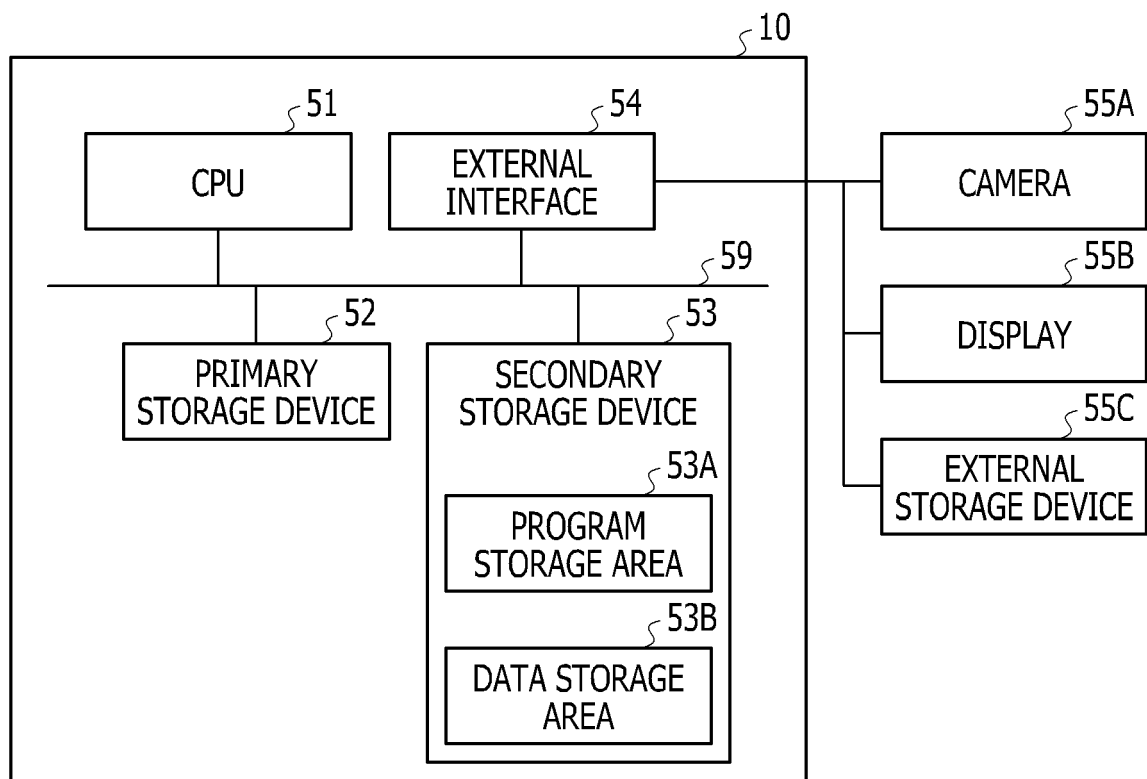 10
51
CPU
54
EXTERNAL
INTERFACE
55A
CAMERA
59
55B
DISPLAY
52
PRIMARY
STORAGE DEVICE
53
SECONDARY
STORAGE DEVICE
53A
PROGRAM
STORAGE AREA
53B
DATA STORAGE
AREA
55C
EXTERNAL
STORAGE DEVICE